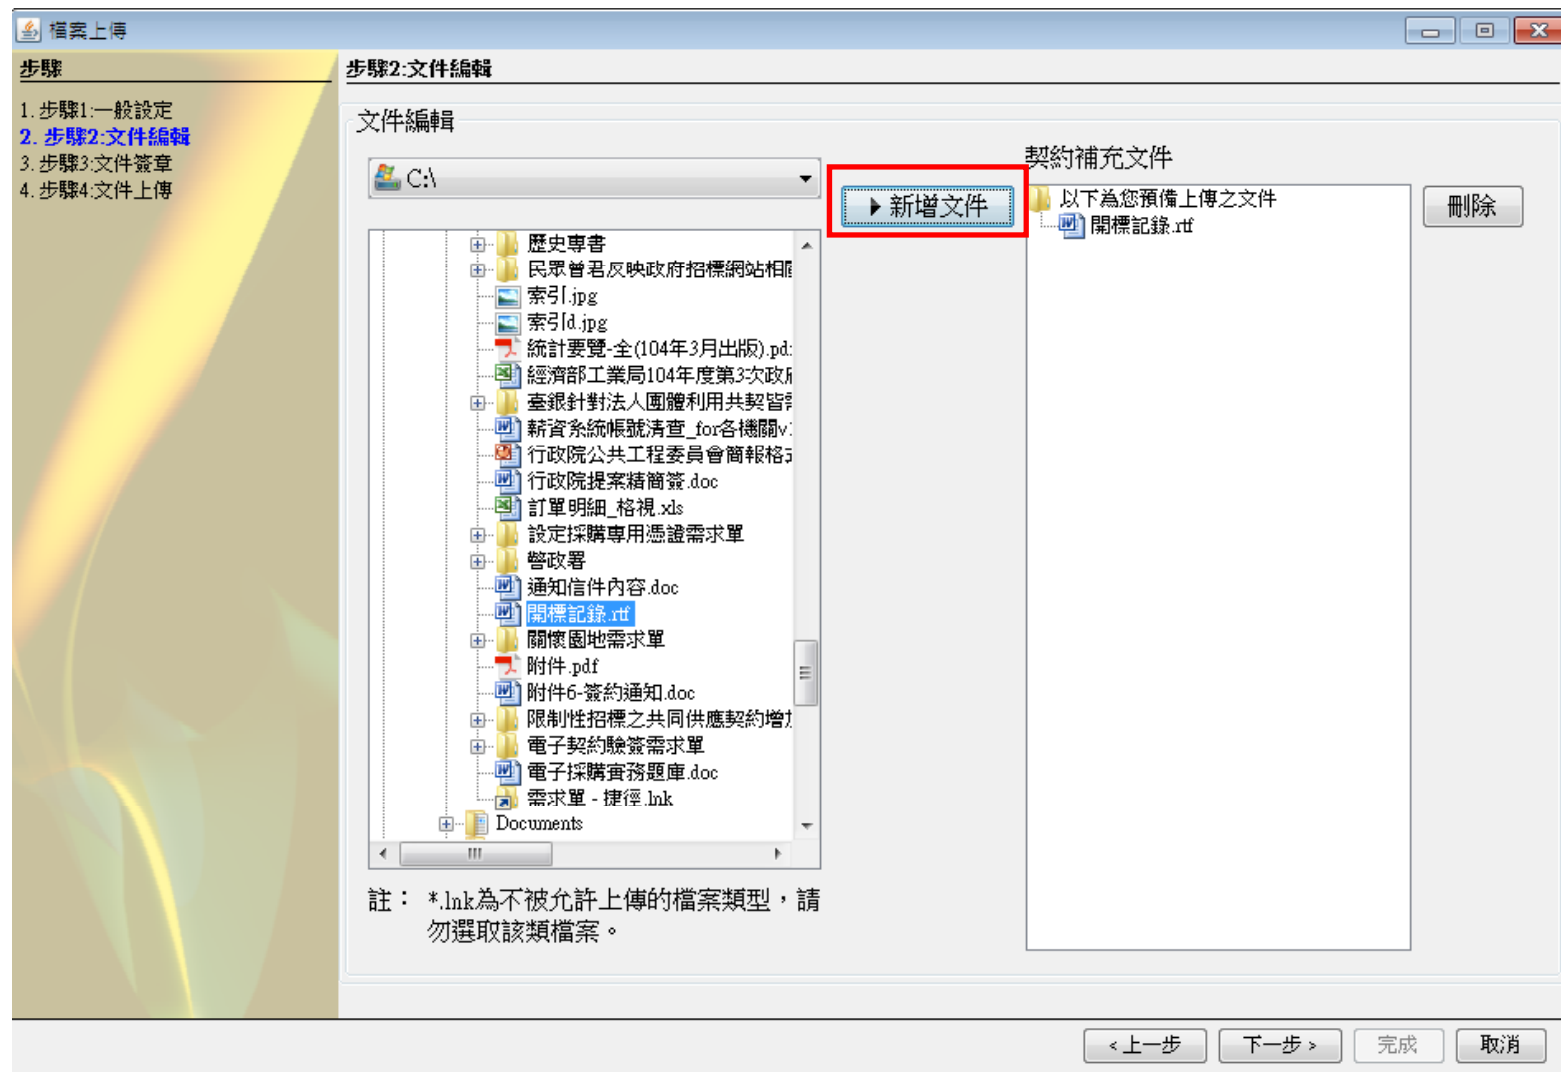 檔案上傳
步驟
1. 步驟1:一般設定
2. 步驟2:文件編輯
3. 步驟3:文件簽章
4. 步驟4:文件上傳
步驟2:文件編輯
文件編輯
C:\
歷史專書
民眾曾君反映政府招標網站相
索引.jpg
索引d.jpg
統計要覽-全(104年3月出版).pd
經濟部工業局104年度第3次政
臺銀針對法人團體利用共契皆
薪資系統帳號清查_for各機關v
行政院公共工程委員會簡報格
行政院提案精簡簽.doc
訂單明細_格視.xls
設定採購專用憑證需求單
警政署
通知信件內容.doc
開標記錄.rtf
關懷園地需求單
附件.pdf
附件6-簽約通知.doc
限制性招標之共同供應契約增
電子契約驗簽需求單
電子採購實務題庫.doc
需求單 - 捷徑.lnk
Documents
註： *.lnk為不被允許上傳的檔案類型，請
勿選取該類檔案。
新增文件
契約補充文件
以下為您預備上傳之文件
開標記錄.rtf
刪除
<上一步
下一步>
完成
取消